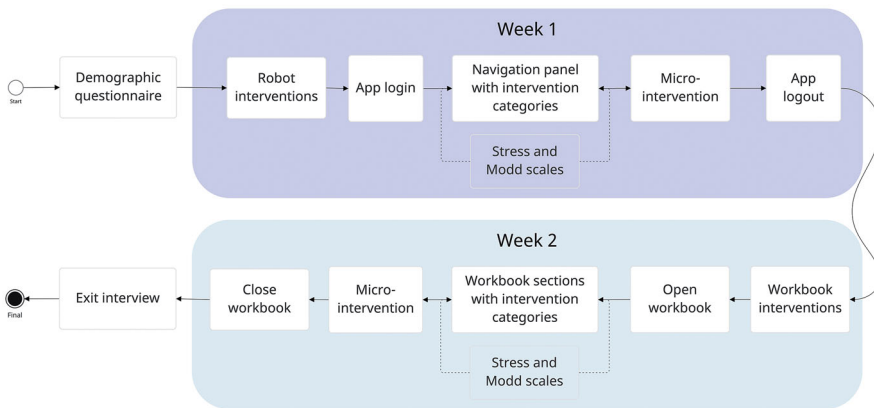 Week 1
Start
Demographic
questionnaire
Robot
interventions
App login
Navigation panel
with intervention
categories
Micro-
intervention
App
logout
Stress and
Modd scales
Week 2
Final
Exit interview
Close
workbook
Micro-
intervention
Workbook sections
with intervention
categories
Open
workbook
Workbook
interventions
Stress and
Modd scales